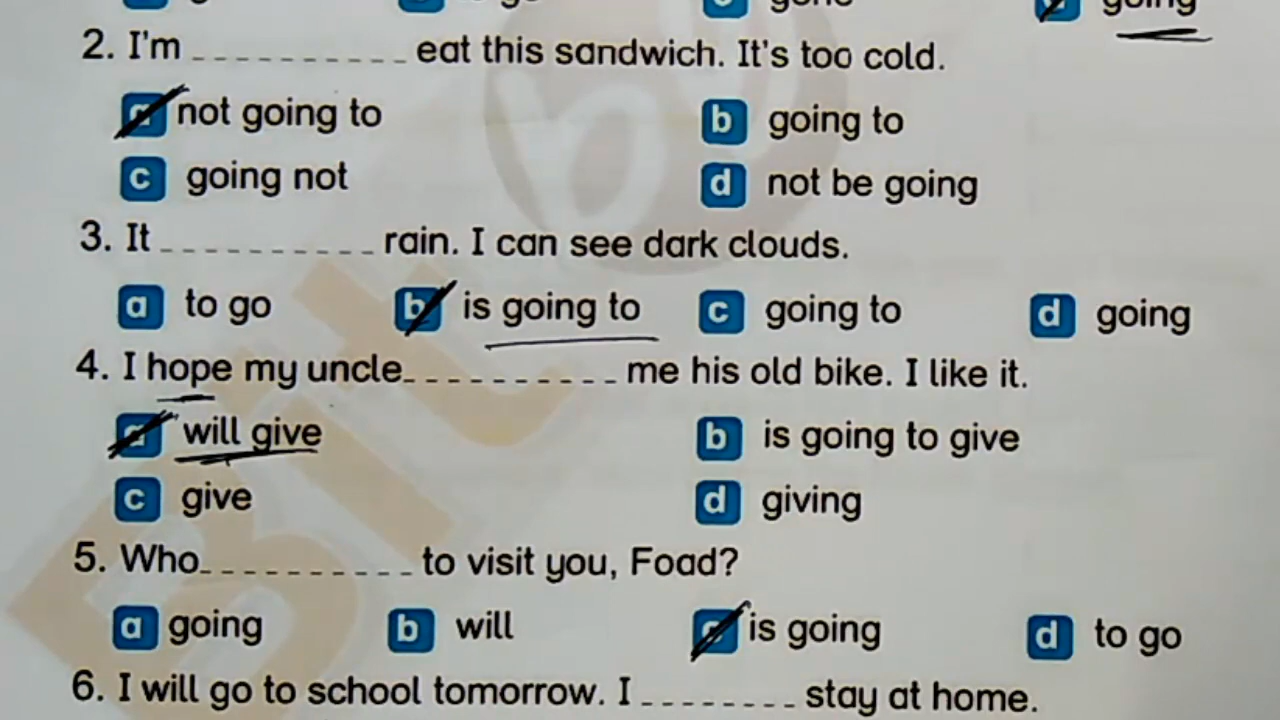 going
2. I'm __________ eat this sandwich. It's too cold.
a not going to b going to
c going not d not be going
3. It __________ rain. I can see dark clouds.
a to go b is going to c going to d going
4. I hope my uncle __________ me his old bike. I like it.
a will give b is going to give
c give d giving
5. Who __________ to visit you, Foad?
a going b will c is going d to go
6. I will go to school tomorrow. I ________ stay at home.